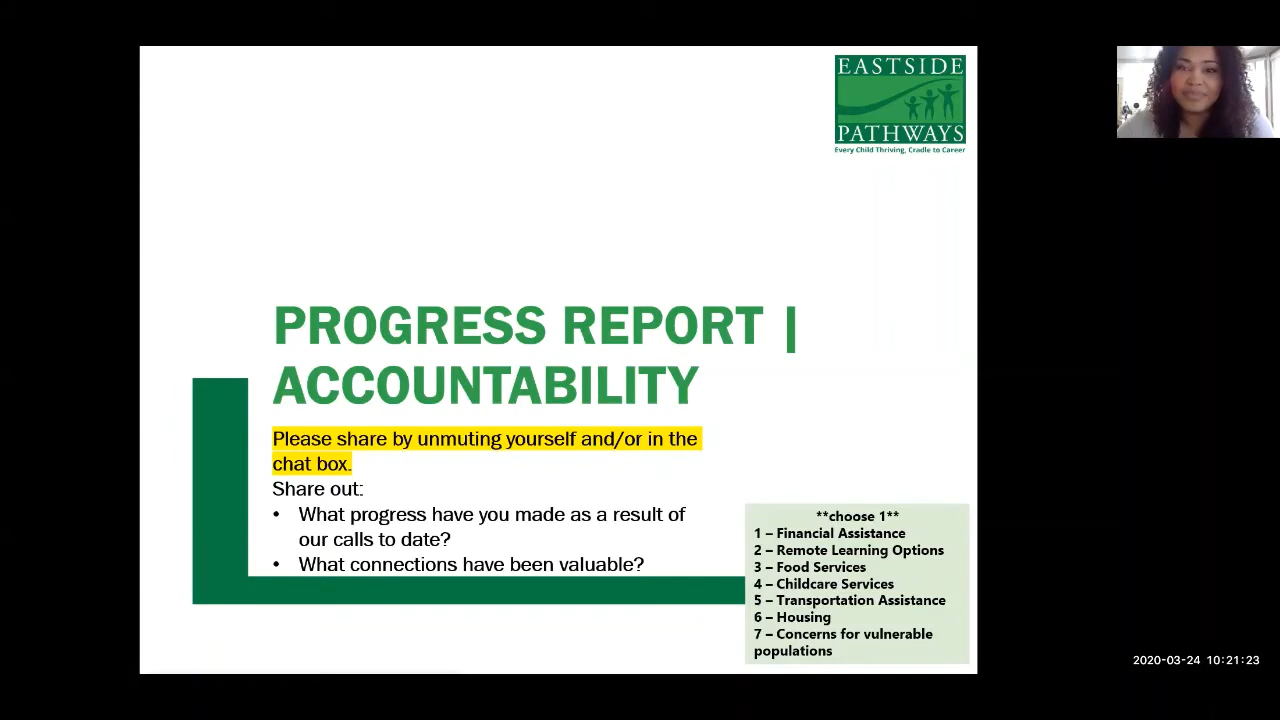 EASTSIDE
PATHWAYS
Every Child Thriving, Cradle to Career
PROGRESS REPORT |
ACCOUNTABILITY
Please share by unmuting yourself and/or in the
chat box.
Share out:
• What progress have you made as a result of
our calls to date?
• What connections have been valuable?
**choose 1**
1 – Financial Assistance
2 – Remote Learning Options
3 – Food Services
4 – Childcare Services
5 – Transportation Assistance
6 – Housing
7 – Concerns for vulnerable
populations
2020-03-24 10:21:23